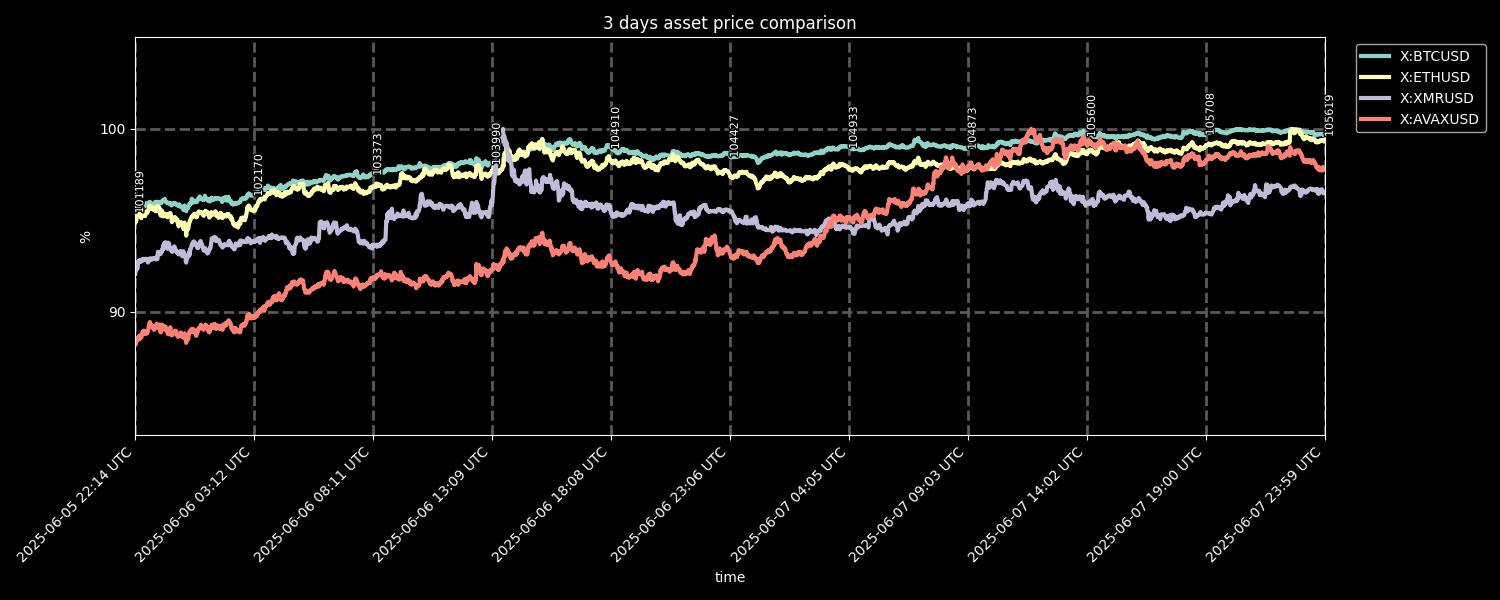 3 days asset price comparison
X:BTCUSD
X:ETHUSD
X:XMRUSD
X:AVAXUSD
100
90
%
101189
102170
103373
103990
104910
104427
104933
104873
105600
105708
105619
2025-06-05 22:14 UTC
2025-06-06 03:12 UTC
2025-06-06 08:11 UTC
2025-06-06 13:09 UTC
2025-06-06 18:08 UTC
2025-06-06 23:06 UTC
2025-06-07 04:05 UTC
2025-06-07 09:03 UTC
2025-06-07 14:02 UTC
2025-06-07 19:00 UTC
2025-06-07 23:59 UTC
time